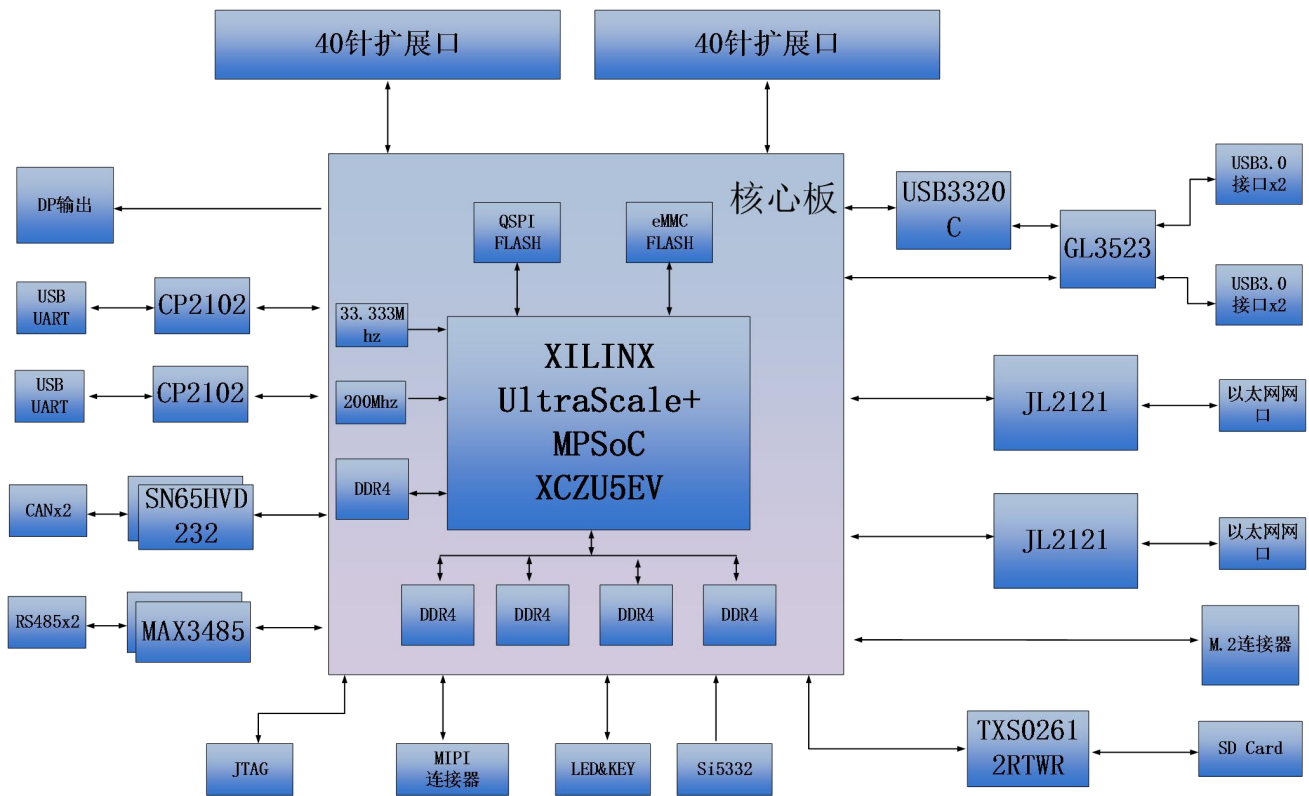 40针扩展口
40针扩展口
核心板
DP输出
QSPI
FLASH
eMMC
FLASH
USB3320
C
GL3523
USB3.0
接口x2
USB3.0
接口x2
USB
UART
CP2102
33.333M
hz
USB
UART
CP2102
200Mhz
XILINX
UltraScale+
MPSoC
XCZU5EV
JL2121
以太网网
口
CANx2
SN65HVD
232
DDR4
JL2121
以太网网
口
RS485x2
MAX3485
DDR4
DDR4
DDR4
DDR4
M.2连接器
JTAG
MIPI
连接器
LED&KEY
Si5332
TXS0261
2RTWR
SD Card